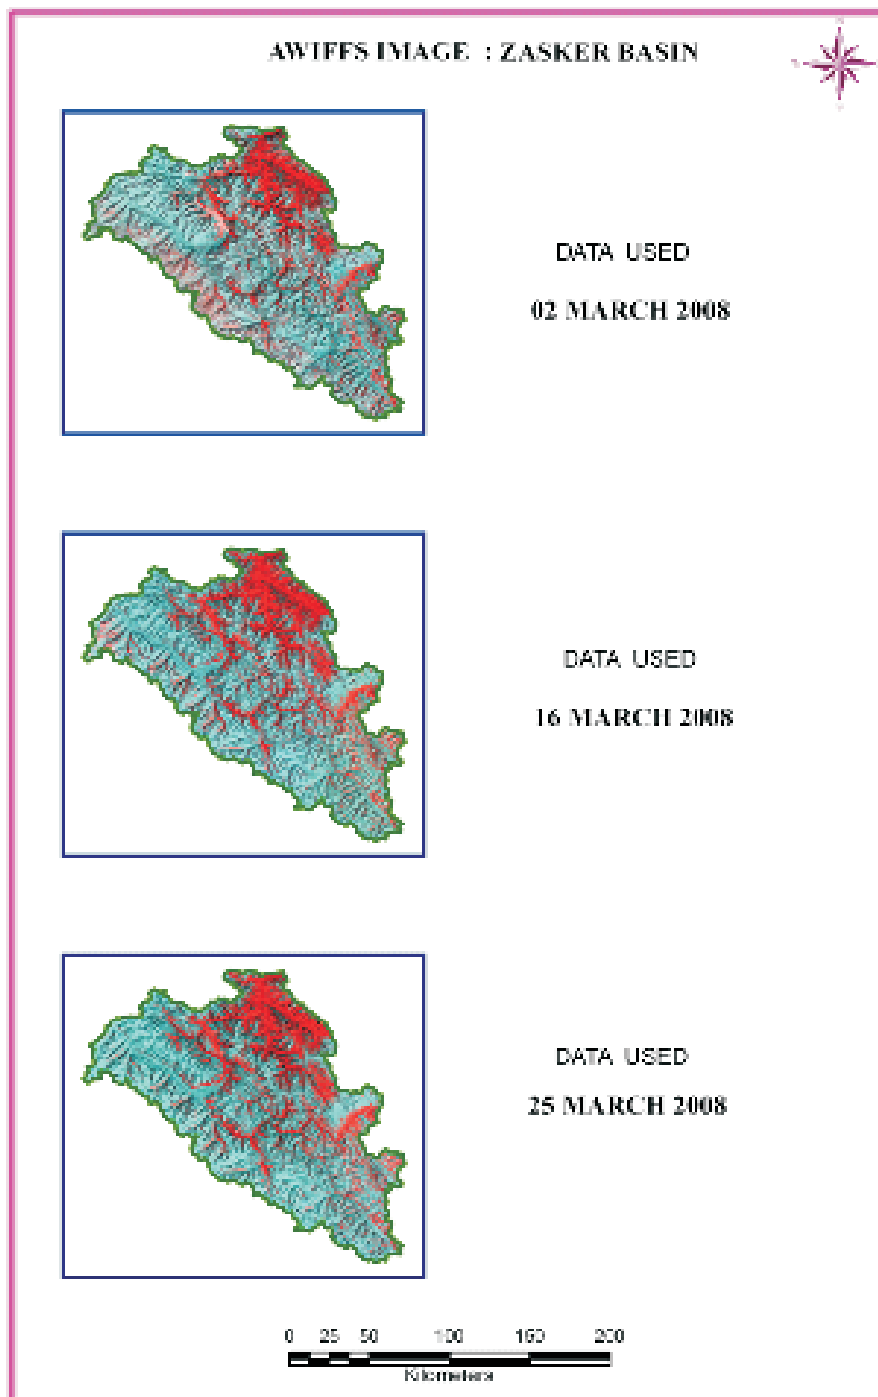 AWIFFS IMAGE : ZASKER BASIN
DATA USED
02 MARCH 2008
DATA USED
16 MARCH 2008
DATA USED
25 MARCH 2008
0 25 50 100 150 200
Kilometers